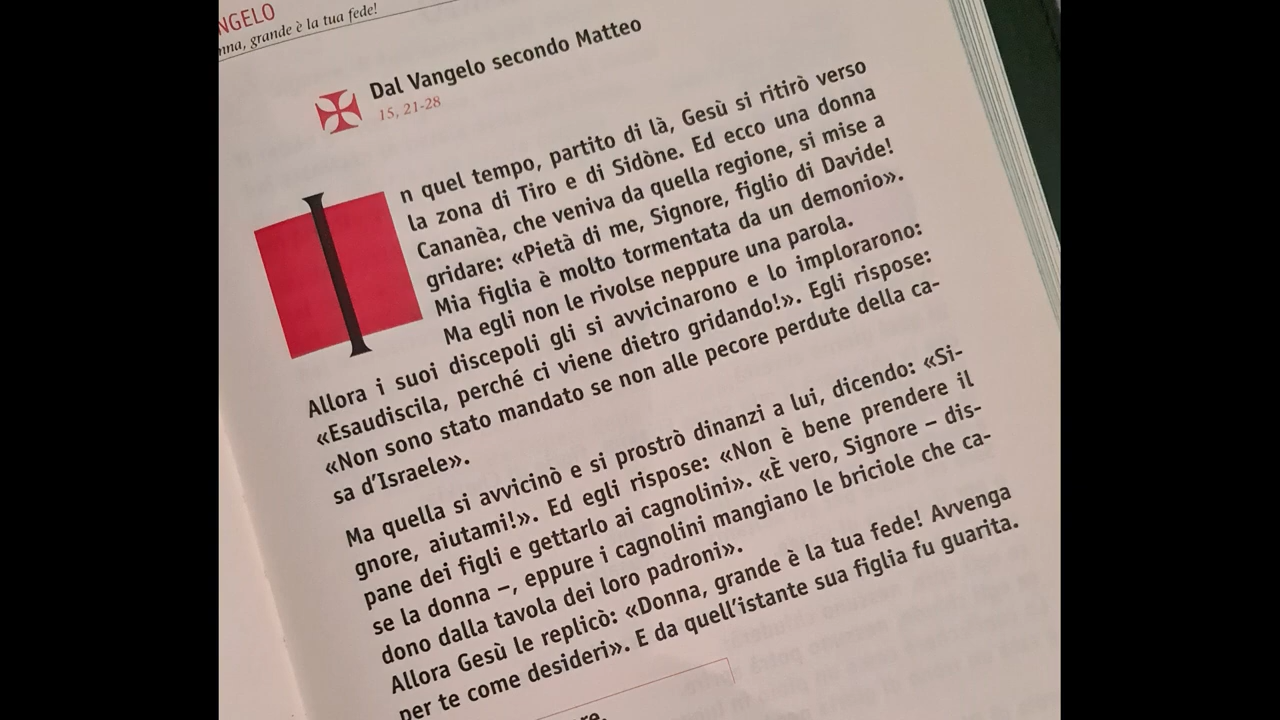 NGELO
nna, grande è la tua fede!
Dal Vangelo secondo Matteo
15, 21-28
In quel tempo, partito di là, Gesù si ritirò verso
la zona di Tiro e di Sidòne. Ed ecco una donna
Cananèa, che veniva da quella regione, si mise a
gridare: «Pietà di me, Signore, figlio di Davide!
Mia figlia è molto tormentata da un demonio».
Ma egli non le rivolse neppure una parola.
Allora i suoi discepoli gli si avvicinarono e lo implorarono:
«Esaudiscila, perché ci viene dietro gridando!». Egli rispose:
«Non sono stato mandato se non alle pecore perdute della ca-
sa d'Israele».
Ma quella si avvicinò e si prostrò dinanzi a lui, dicendo: «Si-
gnore, aiutami!». Ed egli rispose: «Non è bene prendere il
pane dei figli e gettarlo ai cagnolini». «È vero, Signore – dis-
se la donna –, eppure i cagnolini mangiano le briciole che ca-
dono dalla tavola dei loro padroni».
Allora Gesù le replicò: «Donna, grande è la tua fede! Avvenga
per te come desideri». E da quell'istante sua figlia fu guarita.